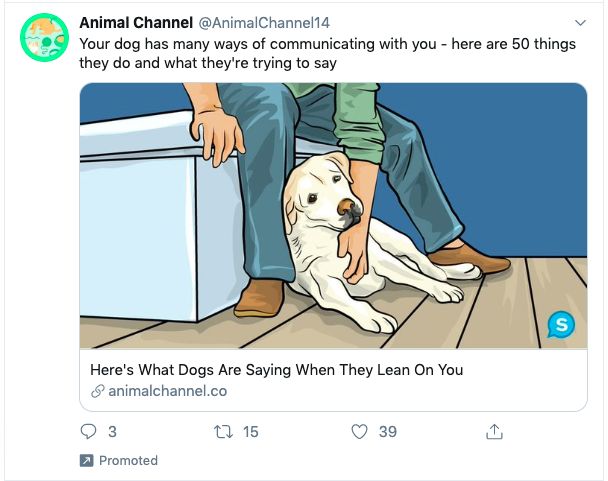 Animal Channel @AnimalChannel14
Your dog has many ways of communicating with you - here are 50 things
they do and what they're trying to say
S
Here's What Dogs Are Saying When They Lean On You
animalchannel.co
3 15 39
Promoted